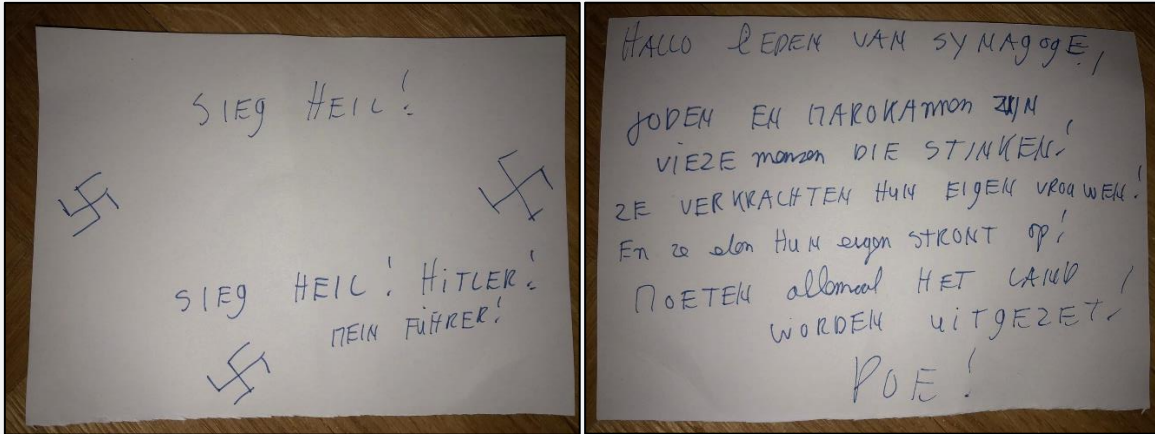 SIEG HEIL!
SIEG HEIL! HITLER!
MEIN FÜHRER!
HALLO LEDEN VAN SYNAGOGE,
JODEN EN MAROKAnnen ZIJN
VIEZE mensen DIE STINKEN!
ZE VERKRACHTEN HUN EIGEN VROUWEN!
En ze eten HUN eigen STRONT op!
MOETEN allemaal HET LAND
WORDEN UITGEZET!
POE!